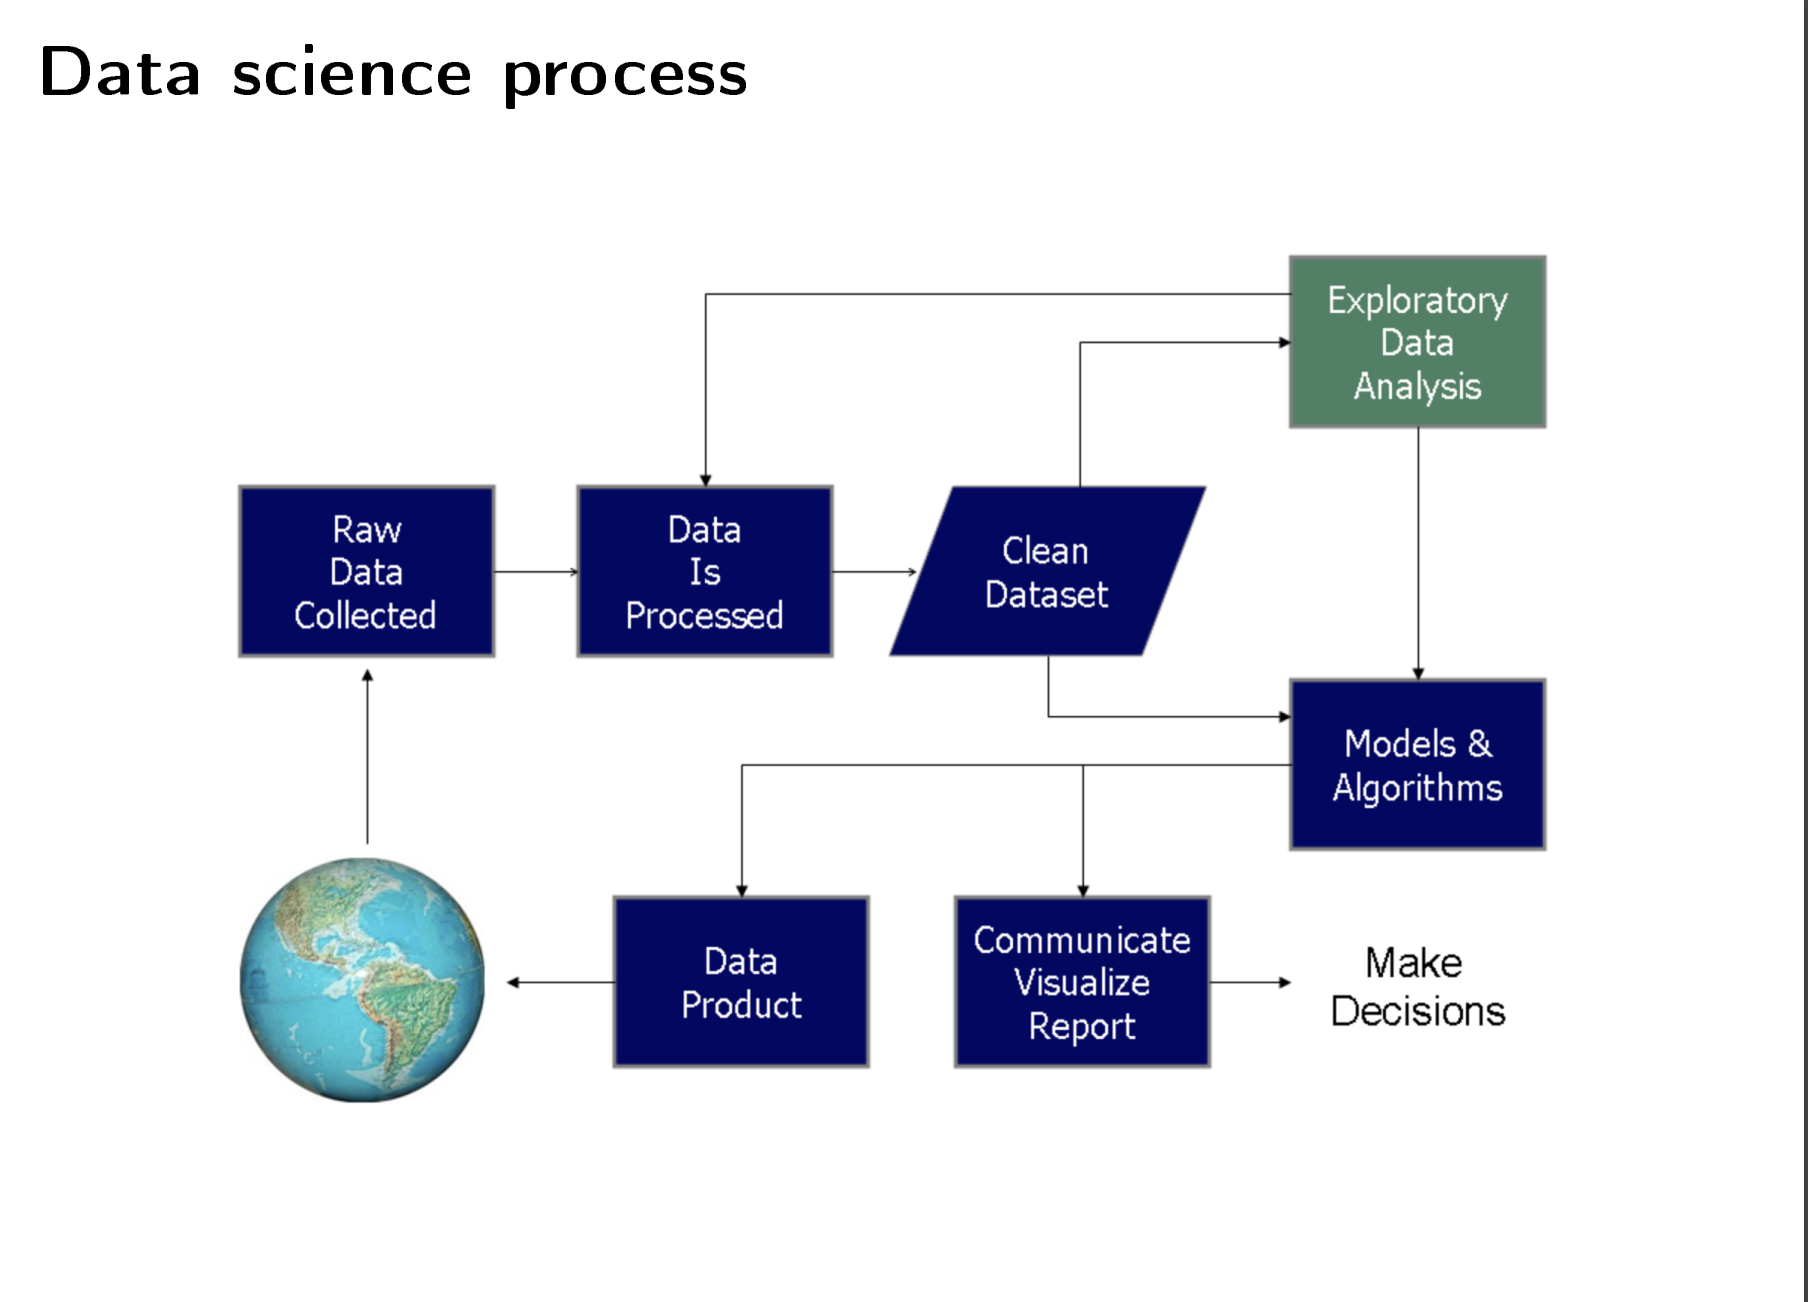 Data science process
Exploratory
Data
Analysis
Raw
Data
Collected
Data
Is
Processed
Clean
Dataset
Models &
Algorithms
Data
Product
Communicate
Visualize
Report
Make
Decisions